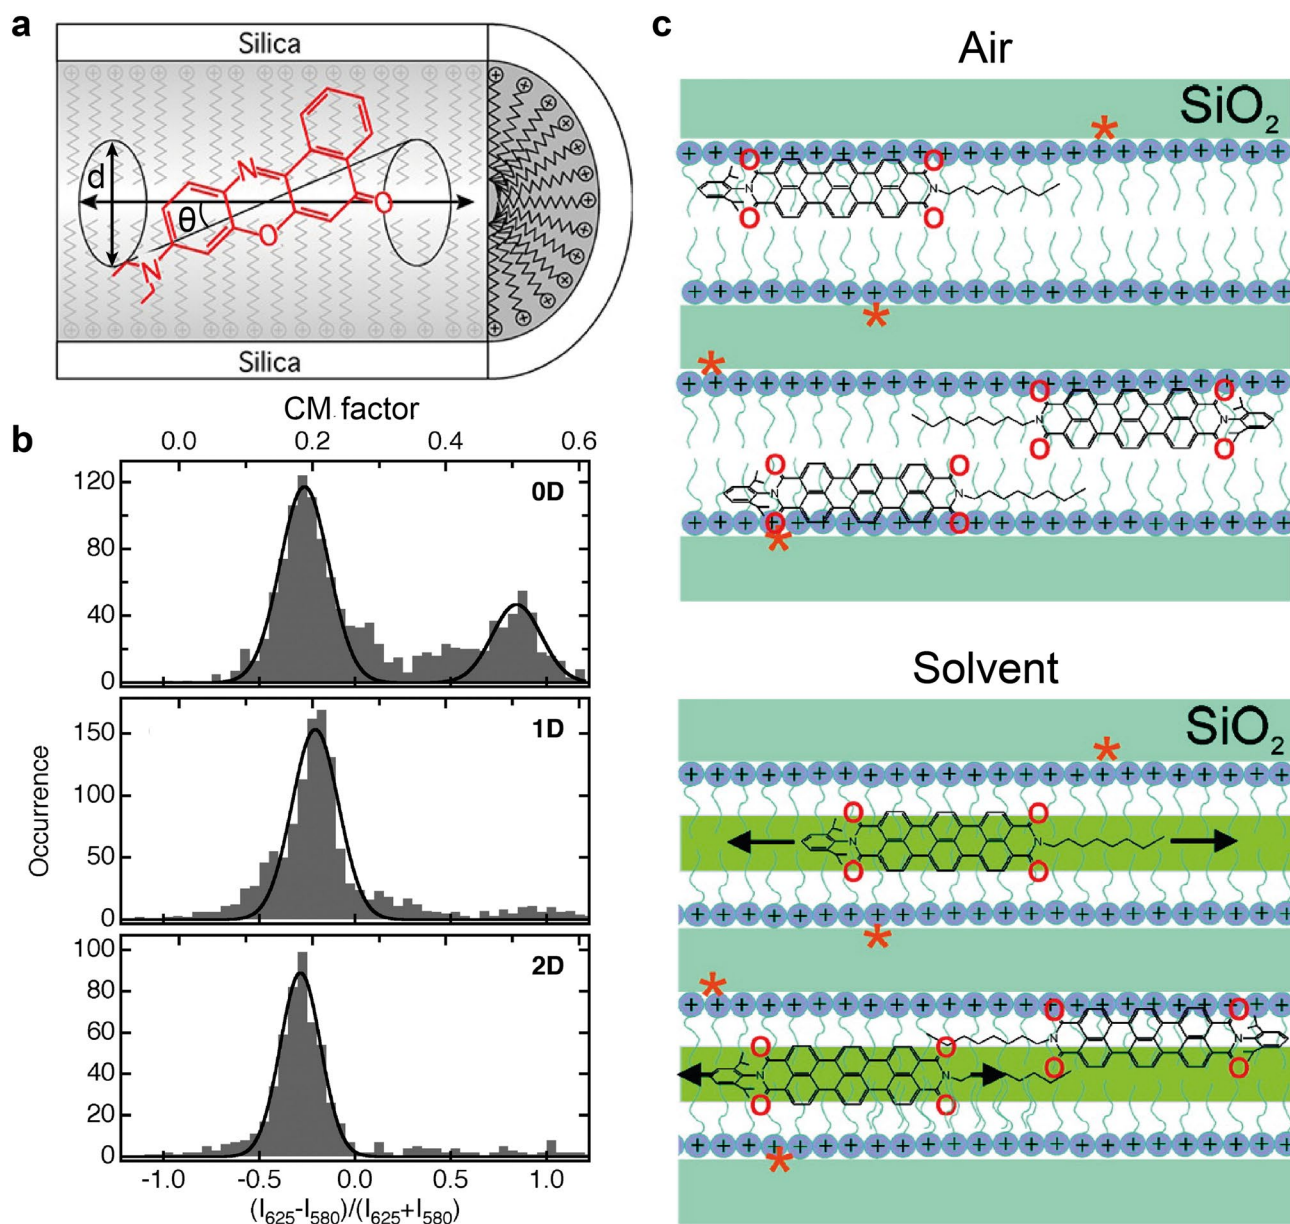 a
Silica
d
θ
N
O
O
N
Silica
b
CM factor
0.0 0.2 0.4 0.6
120
80
40
0
0D
150
100
50
0
1D
100
80
60
40
20
0
2D
Occurrence
-1.0 -0.5 0.0 0.5 1.0
(I625-I580)/(I625+I580)
c
Air
SiO2
O O
N N
O O
O O
N N
O O
O O
N N
O O
Solvent
SiO2
O O
N N
O O
O O
N N
O O
O O
N N
O O